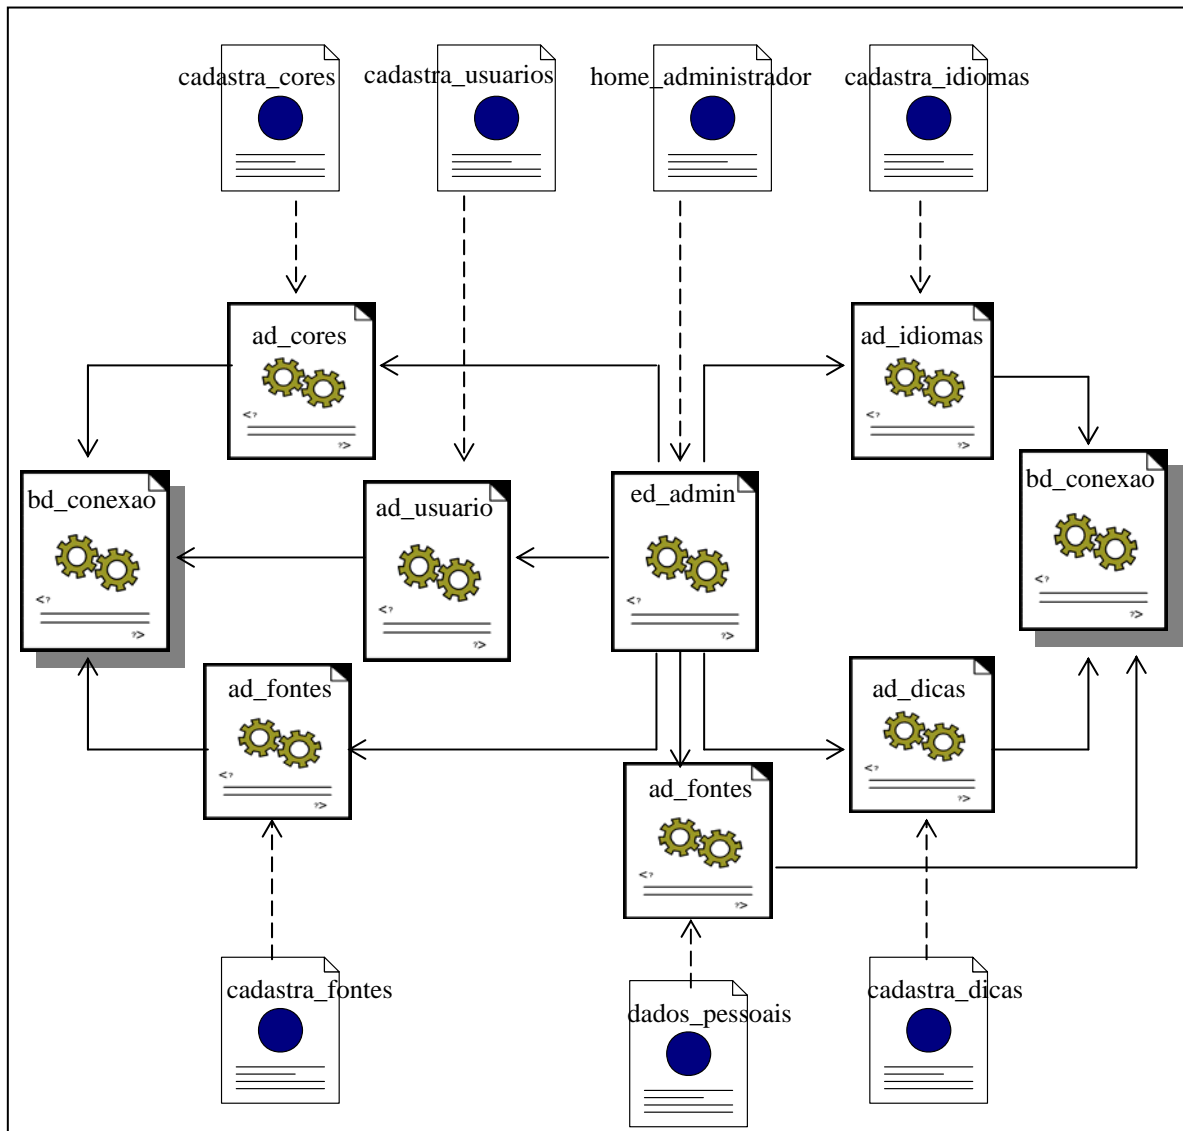 cadastra_cores
cadastra_usuarios
home_administrador
cadastra_idiomas
ad_cores
<?
?>
ad_idiomas
<?
?>
bd_conexao
<?
?>
ad_usuario
<?
?>
ed_admin
<?
?>
bd_conexao
<?
?>
ad_fontes
<?
?>
ad_dicas
<?
?>
ad_fontes
<?
?>
cadastra_fontes
dados_pessoais
cadastra_dicas